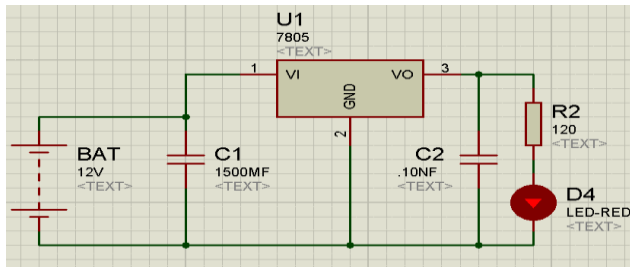 U1
7805
<TEXT>
1
VI
VO
3
GND
2
BAT
12V
<TEXT>
C1
1500MF
<TEXT>
C2
.10NF
<TEXT>
R2
120
<TEXT>
D4
LED-RED
<TEXT>